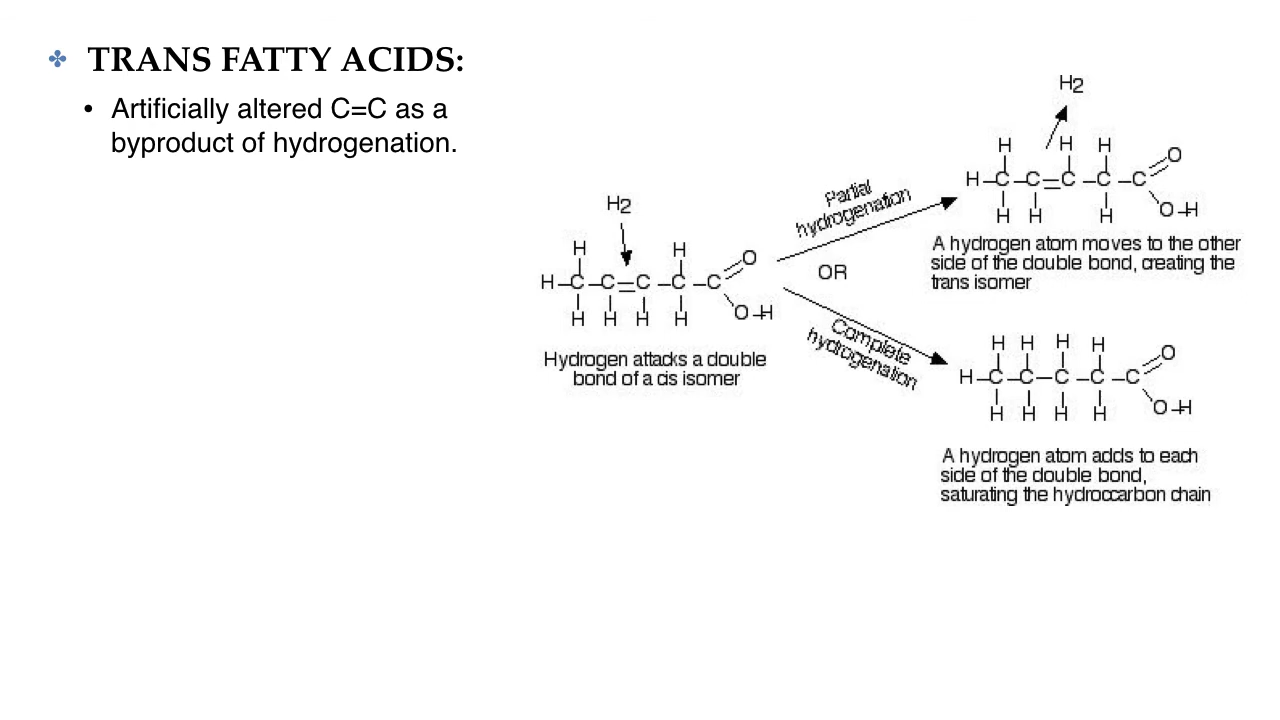 TRANS FATTY ACIDS:
• Artificially altered C=C as a
byproduct of hydrogenation.
H2
H H
H–C–C=C–C–C O
O–H
H H H H
Hydrogen attacks a double
bond of a cis isomer
Partial
hydrogenation
OR
Complete
hydrogenation
H2
H H H
H–C–C=C–C–C O
O–H
H H H
A hydrogen atom moves to the other
side of the double bond, creating the
trans isomer
H H H H
H–C–C–C–C–C O
O–H
H H H H
A hydrogen atom adds to each
side of the double bond,
saturating the hydroccarbon chain